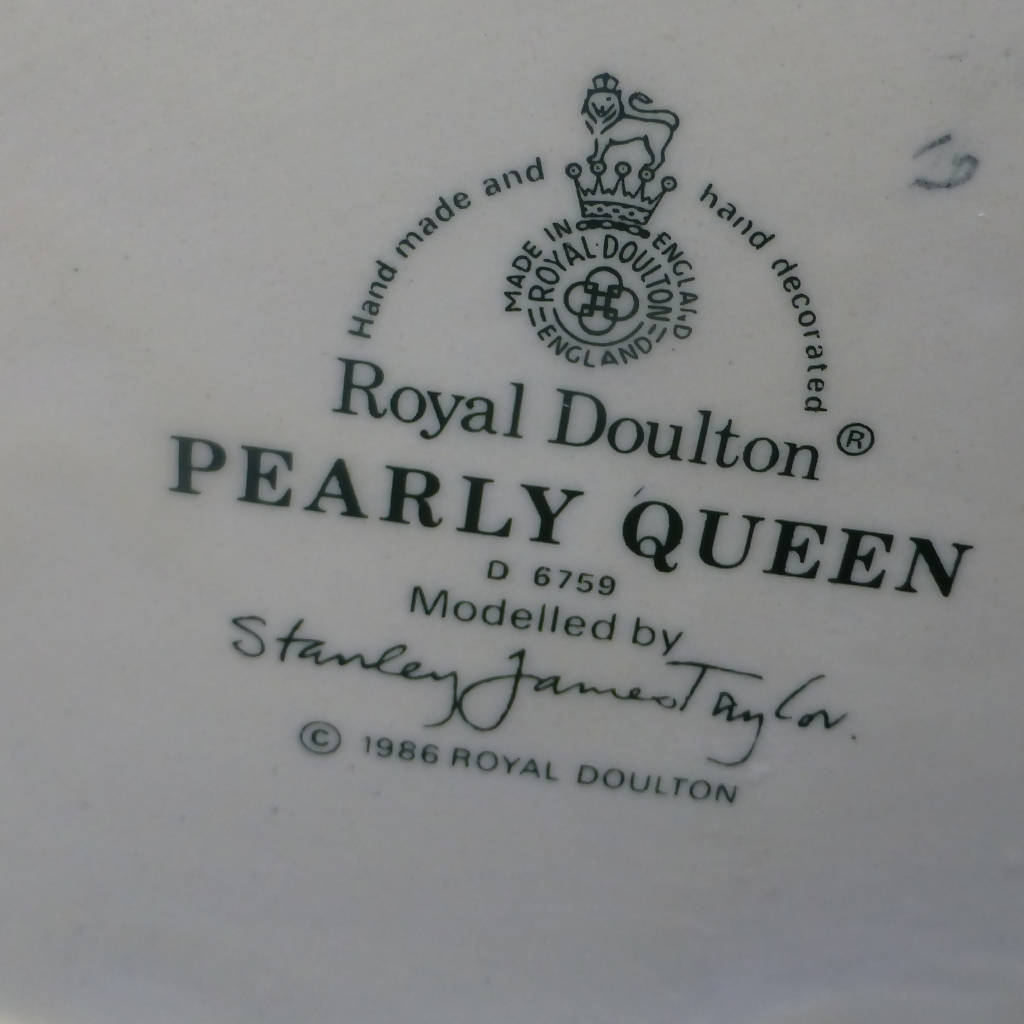 Hand made and hand decorated
MADE IN ENGLAND
ROYAL·DOULTON
ENGLAND
Royal Doulton®
PEARLY QUEEN
D 6759
Modelled by
Stanley James Taylor.
© 1986 ROYAL DOULTON